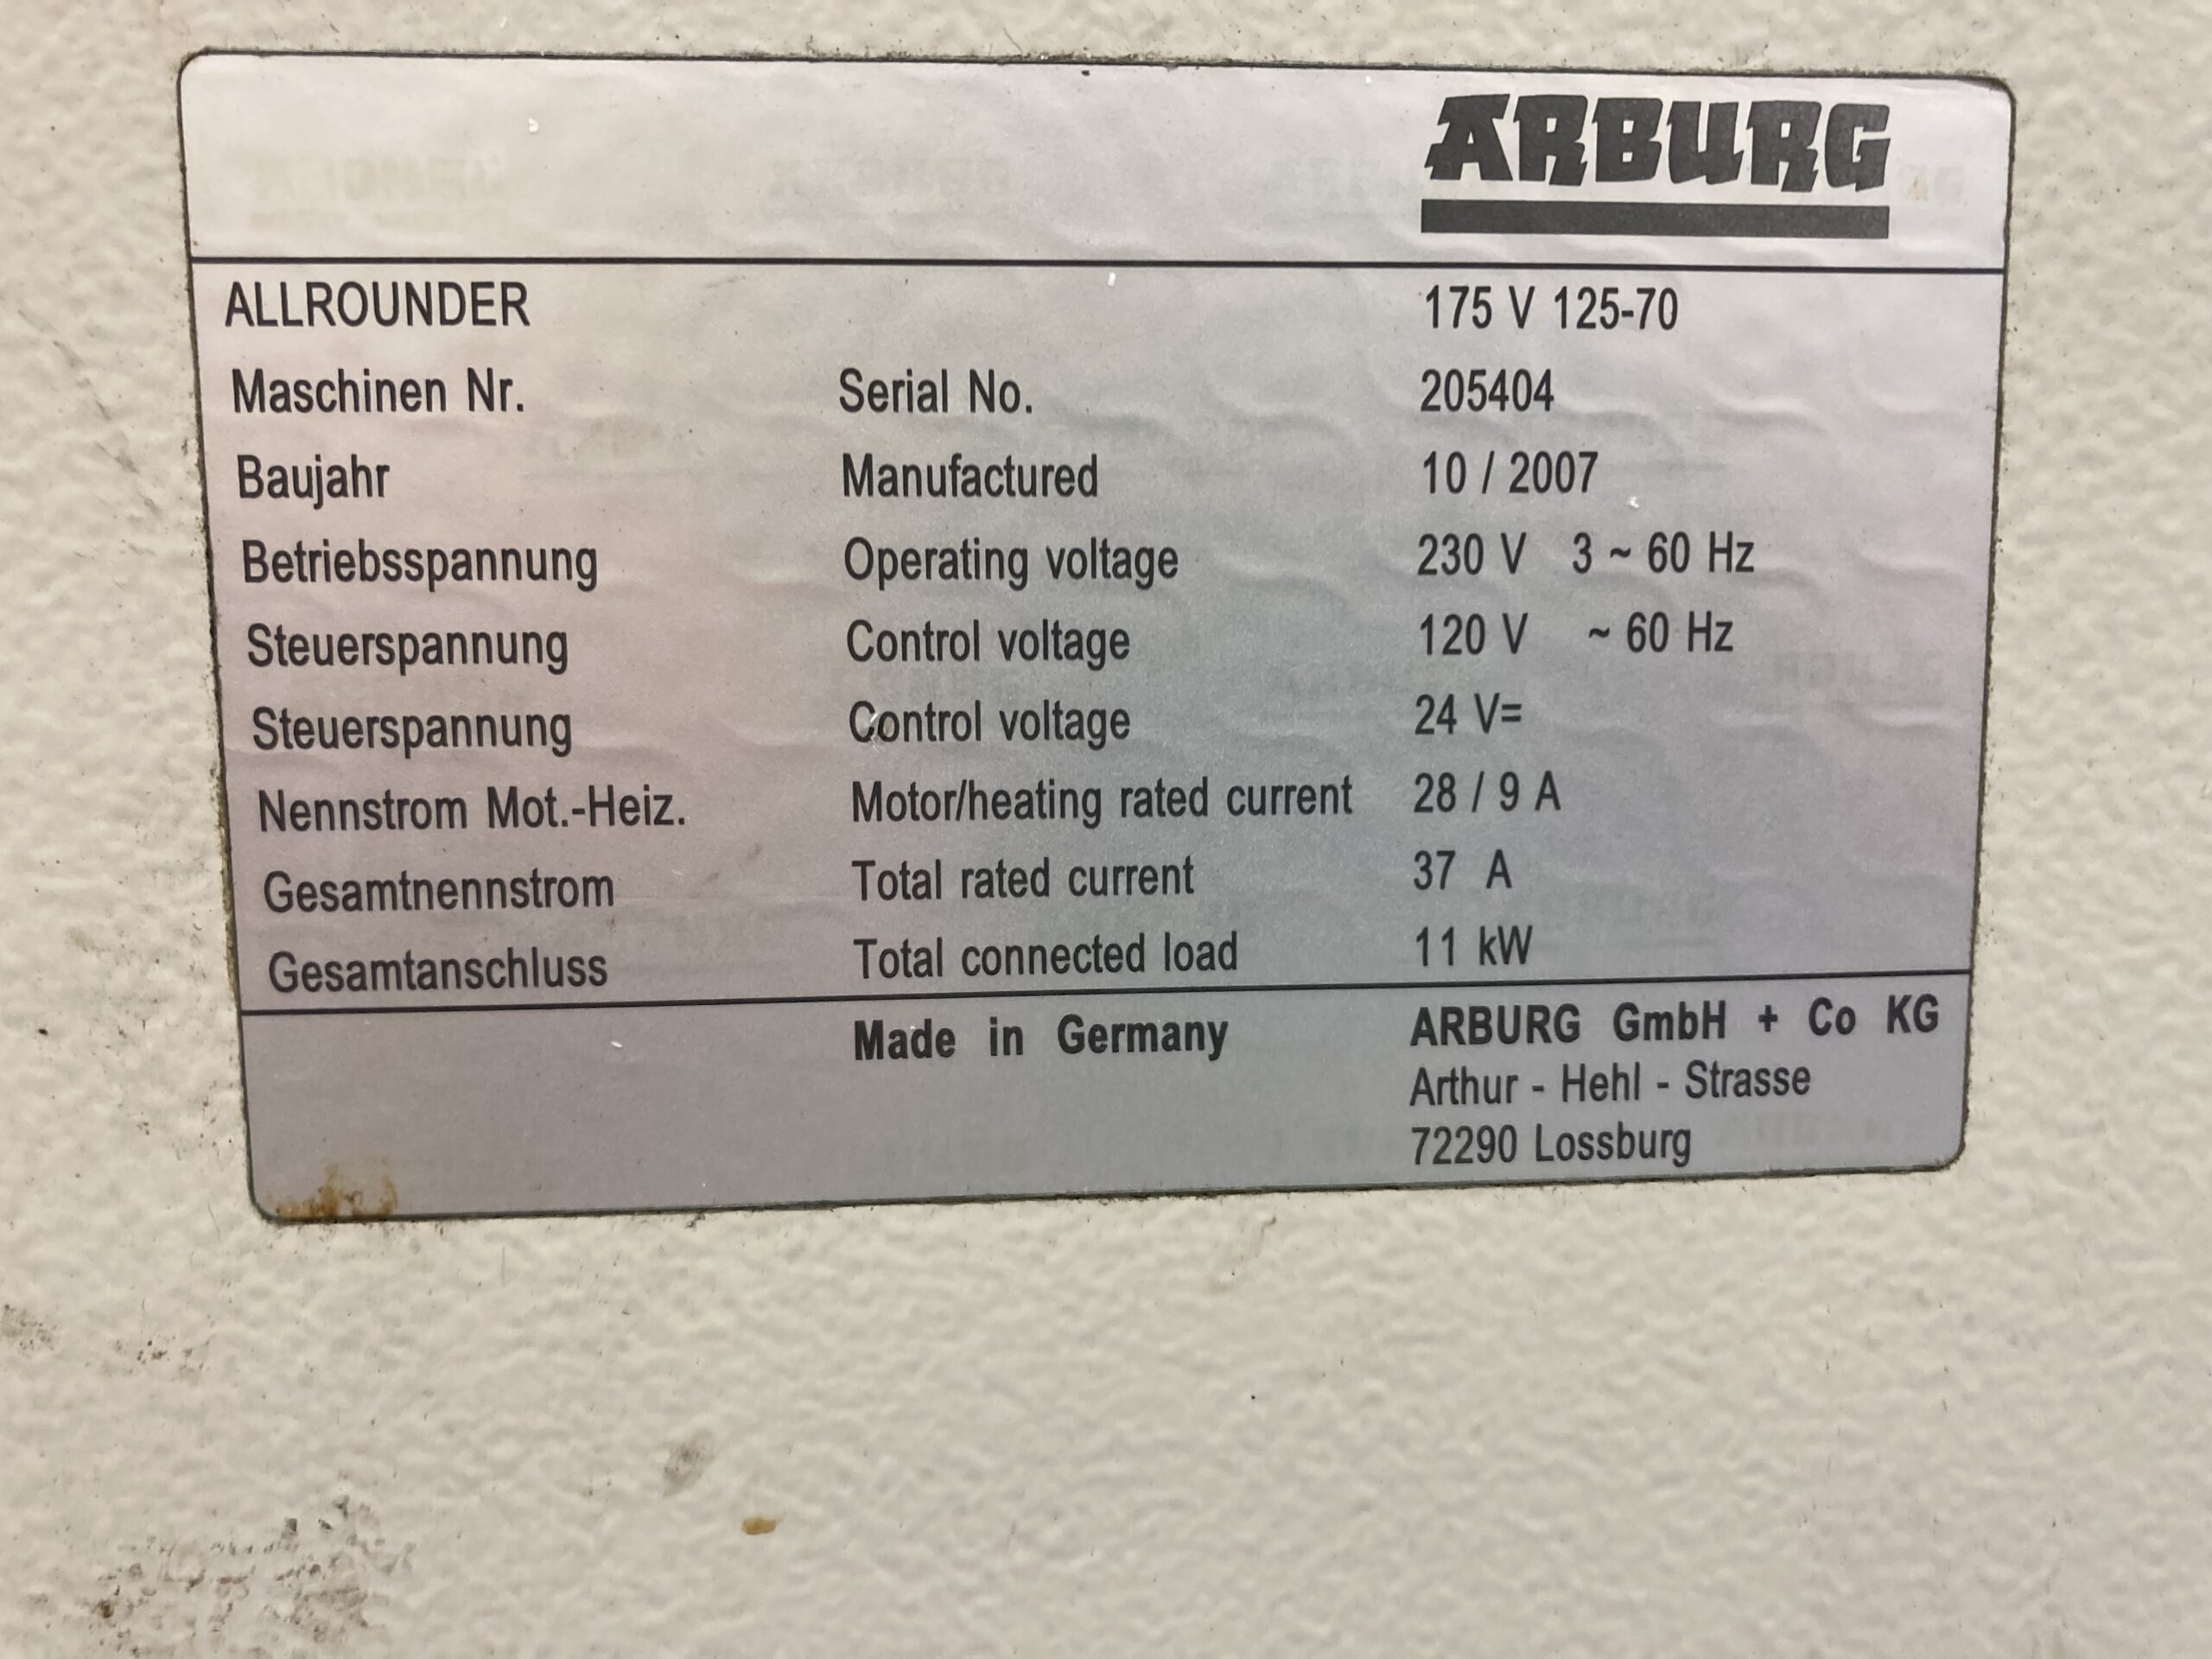 ARBURG
ALLROUNDER 175 V 125-70
Maschinen Nr. Serial No. 205404
Baujahr Manufactured 10 / 2007
Betriebsspannung Operating voltage 230 V 3 ~ 60 Hz
Steuerspannung Control voltage 120 V ~ 60 Hz
Steuerspannung Control voltage 24 V=
Nennstrom Mot.-Heiz. Motor/heating rated current 28 / 9 A
Gesamtnennstrom Total rated current 37 A
Gesamtanschluss Total connected load 11 kW
Made in Germany ARBURG GmbH + Co KG
Arthur - Hehl - Strasse
72290 Lossburg